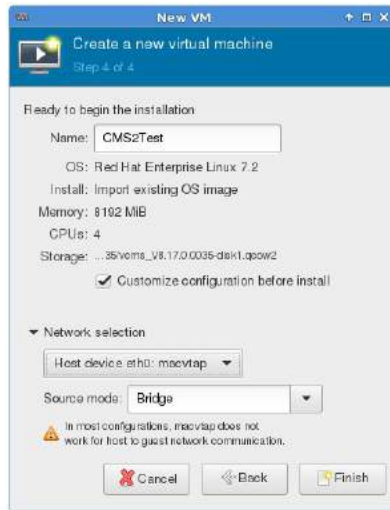 New VM
Create a new virtual machine
Step 4 of 4
Ready to begin the installation
Name: CMS2Test
OS: Red Hat Enterprise Linux 7.2
Install: Import existing OS image
Memory: 8192 MiB
CPUs: 4
Storage: ...35/vcms_V8.17.0.0035-disk1.qcow2
Customize configuration before install
Network selection
Host device eth0: macvtap
Source mode: Bridge
In most configurations, macvtap does not
work for host to guest network communication.
Cancel Back Finish